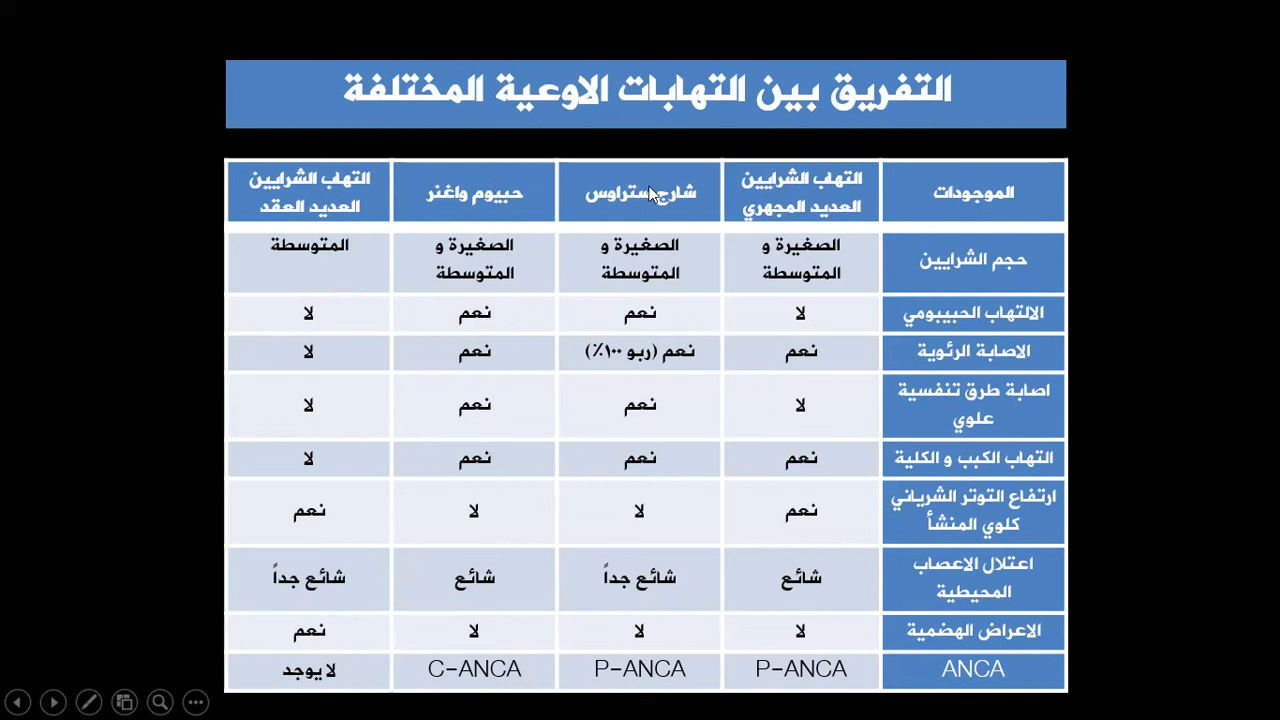 التفريق بين التهابات الاوعية المختلفة
الموجودات | التهاب الشرايين العديد المجهري | شارج ستراوس | حبيوم واغنر | التهاب الشرايين العديد العقد
حجم الشرايين | الصغيرة و المتوسطة | الصغيرة و المتوسطة | الصغيرة و المتوسطة | المتوسطة
الالتهاب الحبيبومي | لا | نعم | نعم | لا
الاصابة الرئوية | نعم | نعم (ربو ١٠٠٪) | نعم | لا
اصابة طرق تنفسية علوي | لا | نعم | نعم | لا
التهاب الكبب و الكلية | نعم | نعم | نعم | لا
ارتفاع التوتر الشرياني كلوي المنشأ | نعم | لا | لا | نعم
اعتلال الاعصاب المحيطية | شائع | شائع جداً | شائع | شائع جداً
الاعراض الهضمية | لا | لا | لا | نعم
ANCA | P-ANCA | P-ANCA | C-ANCA | لا يوجد